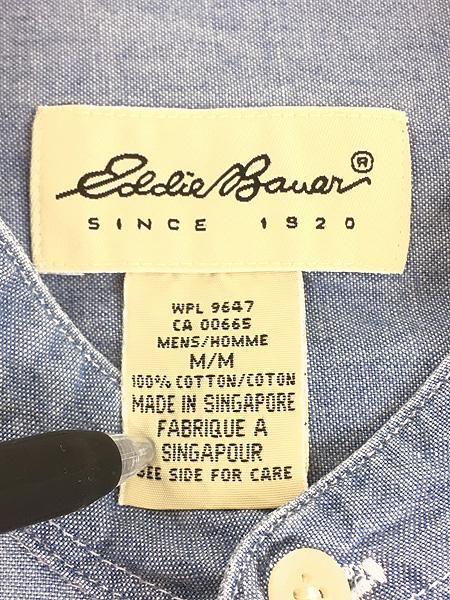 Eddie Bauer®
SINCE 1920
WPL 9647
CA 00665
MENS/HOMME
M/M
100% COTTON/COTON
MADE IN SINGAPORE
FABRIQUE A
SINGAPOUR
SEE SIDE FOR CARE